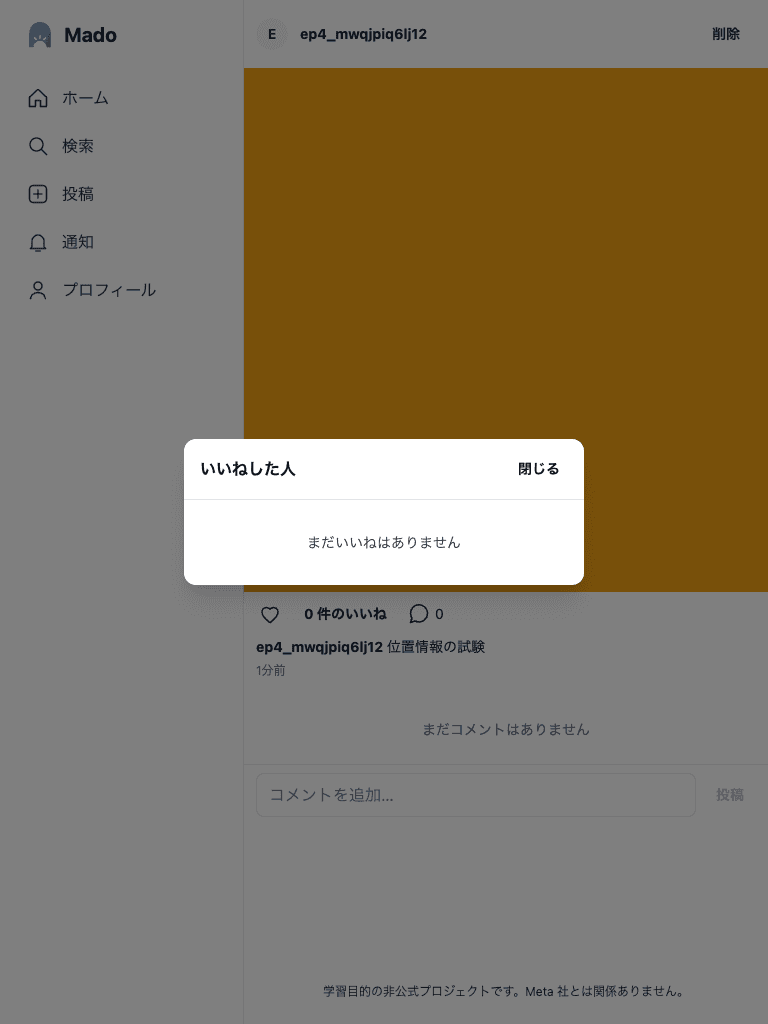 Mado
ホーム
検索
投稿
通知
プロフィール
E
ep4_mwqjpiq6lj12
削除
いいねした人
閉じる
まだいいねはありません
0 件のいいね
0
ep4_mwqjpiq6lj12 位置情報の試験
1分前
まだコメントはありません
コメントを追加...
投稿
学習目的の非公式プロジェクトです。Meta 社とは関係ありません。